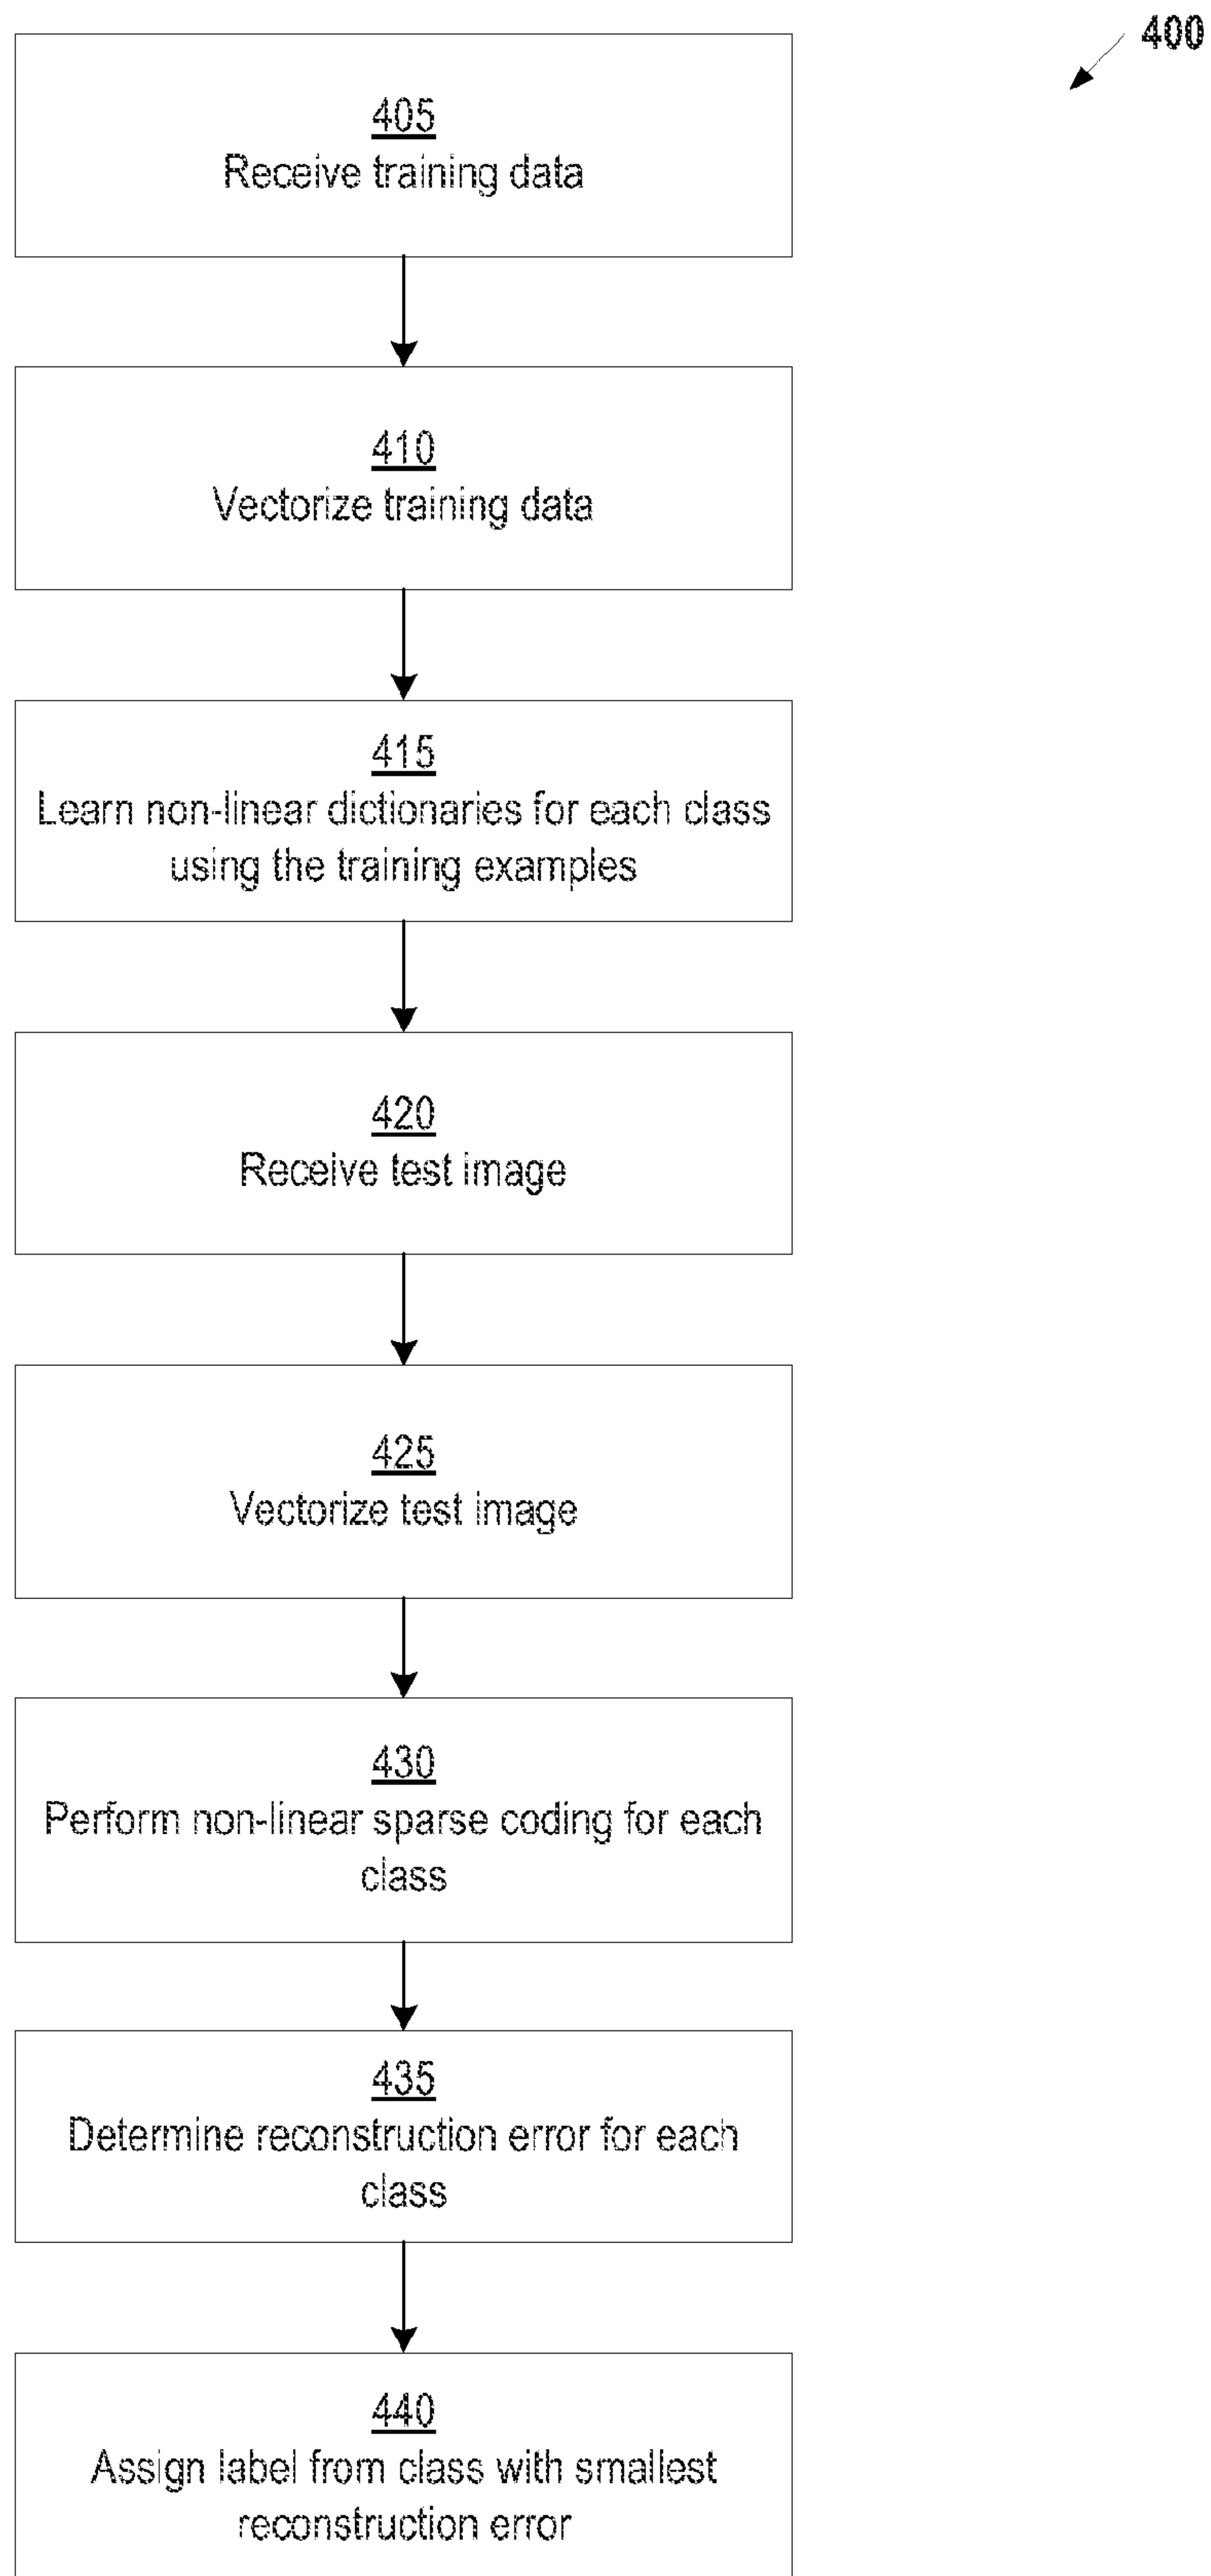 400
405
Receive training data
410
Vectorize training data
415
Learn non-linear dictionaries for each class
using the training examples
420
Receive test image
425
Vectorize test image
430
Perform non-linear sparse coding for each
class
435
Determine reconstruction error for each
class
440
Assign label from class with smallest
reconstruction error